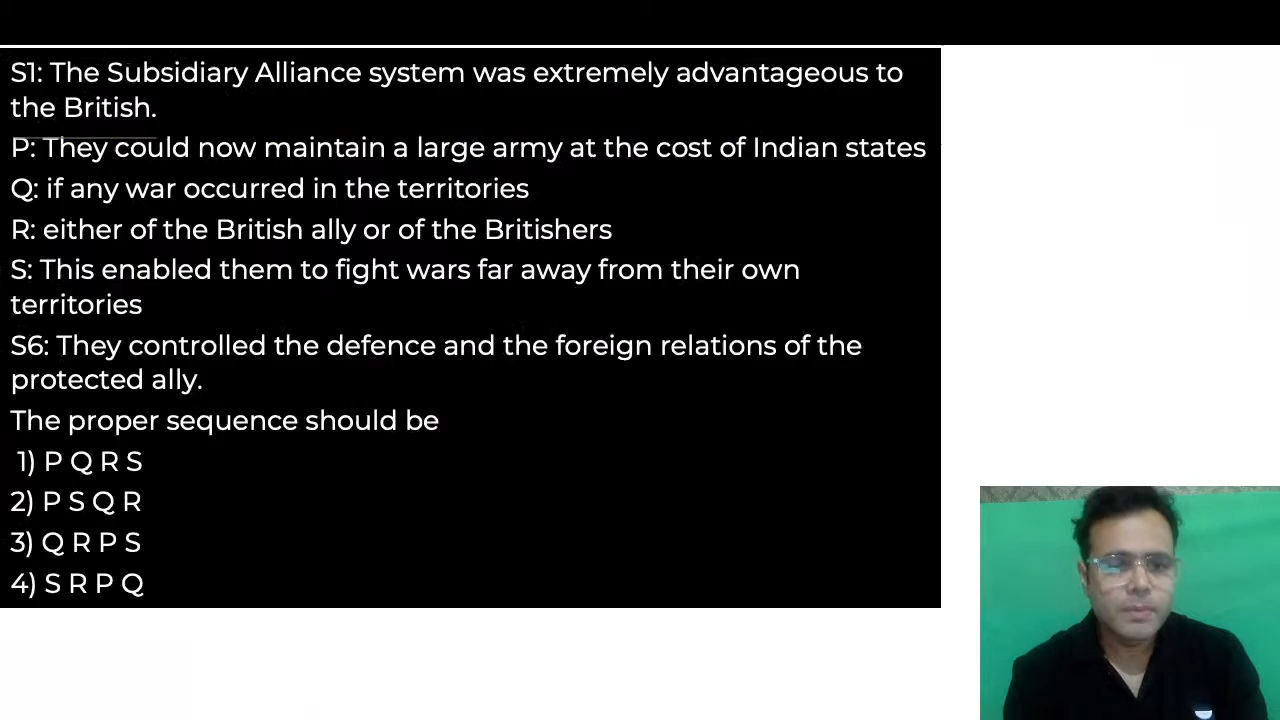 S1: The Subsidiary Alliance system was extremely advantageous to
the British.
P: They could now maintain a large army at the cost of Indian states
Q: if any war occurred in the territories
R: either of the British ally or of the Britishers
S: This enabled them to fight wars far away from their own
territories
S6: They controlled the defence and the foreign relations of the
protected ally.
The proper sequence should be
1) P Q R S
2) P S Q R
3) Q R P S
4) S R P Q